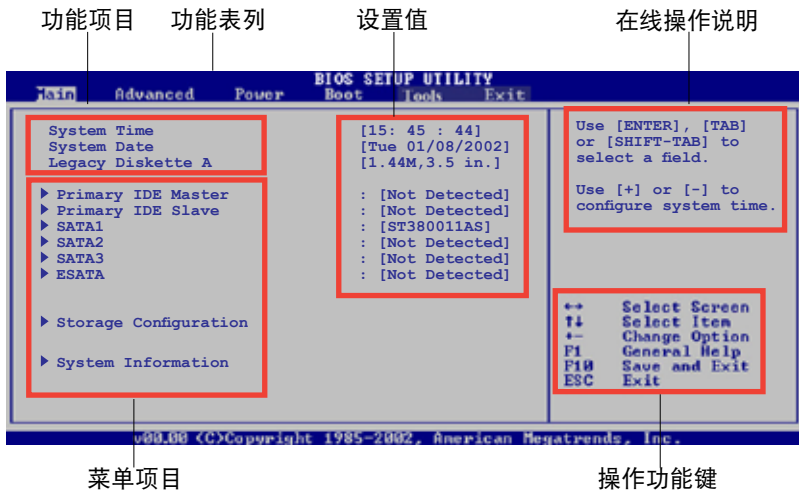 功能项目 功能表列 设置值 在线操作说明
BIOS SETUP UTILITY
Main Advanced Power Boot Tools Exit
System Time [15: 45 : 44]
System Date [Tue 01/08/2002]
Legacy Diskette A [1.44M,3.5 in.]
Primary IDE Master : [Not Detected]
Primary IDE Slave : [Not Detected]
SATA1 : [ST380011AS]
SATA2 : [Not Detected]
SATA3 : [Not Detected]
ESATA : [Not Detected]
Storage Configuration
System Information
Use [ENTER], [TAB]
or [SHIFT-TAB] to
select a field.
Use [+] or [-] to
configure system time.
↔ Select Screen
↑↓ Select Item
+- Change Option
F1 General Help
F10 Save and Exit
ESC Exit
v00.00 (C)Copyright 1985-2002, American Megatrends, Inc.
菜单项目 操作功能键